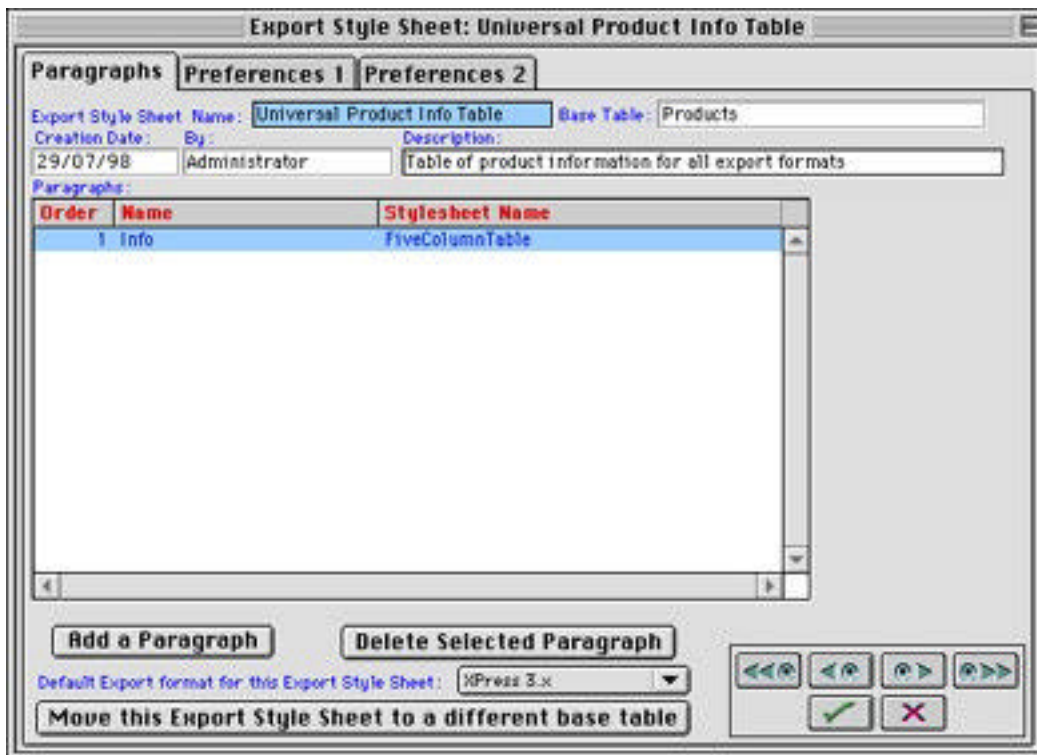 Export Style Sheet: Universal Product Info Table
Paragraphs Preferences 1 Preferences 2
Export Style Sheet Name: Universal Product Info Table Base Table: Products
Creation Date: By: Description:
29/07/98 Administrator Table of product information for all export formats
Paragraphs:
Order Name Stylesheet Name
1 Info FiveColumnTable
Add a Paragraph Delete Selected Paragraph
Default Export format for this Export Style Sheet: XPress 3.x
Move this Export Style Sheet to a different base table